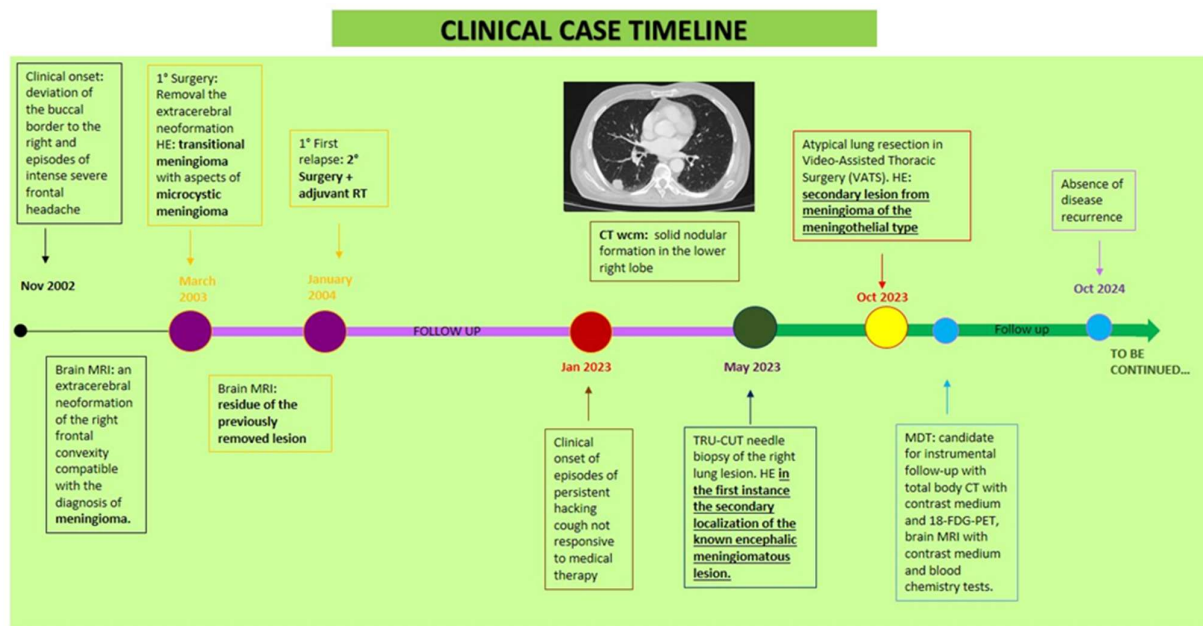 CLINICAL CASE TIMELINE
Clinical onset:
deviation of
the buccal
border to the
right and
episodes of
intense severe
frontal
headache
1° Surgery:
Removal the
extracerebral
neoformation
HE: transitional
meningioma
with aspects of
microcystic
meningioma
1° First
relapse: 2°
Surgery +
adjuvant RT
CT wcm: solid nodular
formation in the lower
right lobe
Atypical lung resection in
Video-Assisted Thoracic
Surgery (VATS). HE:
secondary lesion from
meningioma of the
meningothelial type
Absence of
disease
recurrence
Nov 2002
March
2003
January
2004
Oct 2023
Oct 2024
FOLLOW UP
Follow up
Jan 2023
May 2023
TO BE
CONTINUED...
Brain MRI: an
extracerebral
neoformation
of the right
frontal
convexity
compatible
with the
diagnosis of
meningioma.
Brain MRI:
residue of the
previously
removed lesion
Clinical
onset of
episodes of
persistent
hacking
cough not
responsive
to medical
therapy
TRU-CUT needle
biopsy of the right
lung lesion. HE in
the first instance
the secondary
localization of the
known encephalic
meningiomatous
lesion.
MDT: candidate
for instrumental
follow-up with
total body CT with
contrast medium
and 18-FDG-PET,
brain MRI with
contrast medium
and blood
chemistry tests.